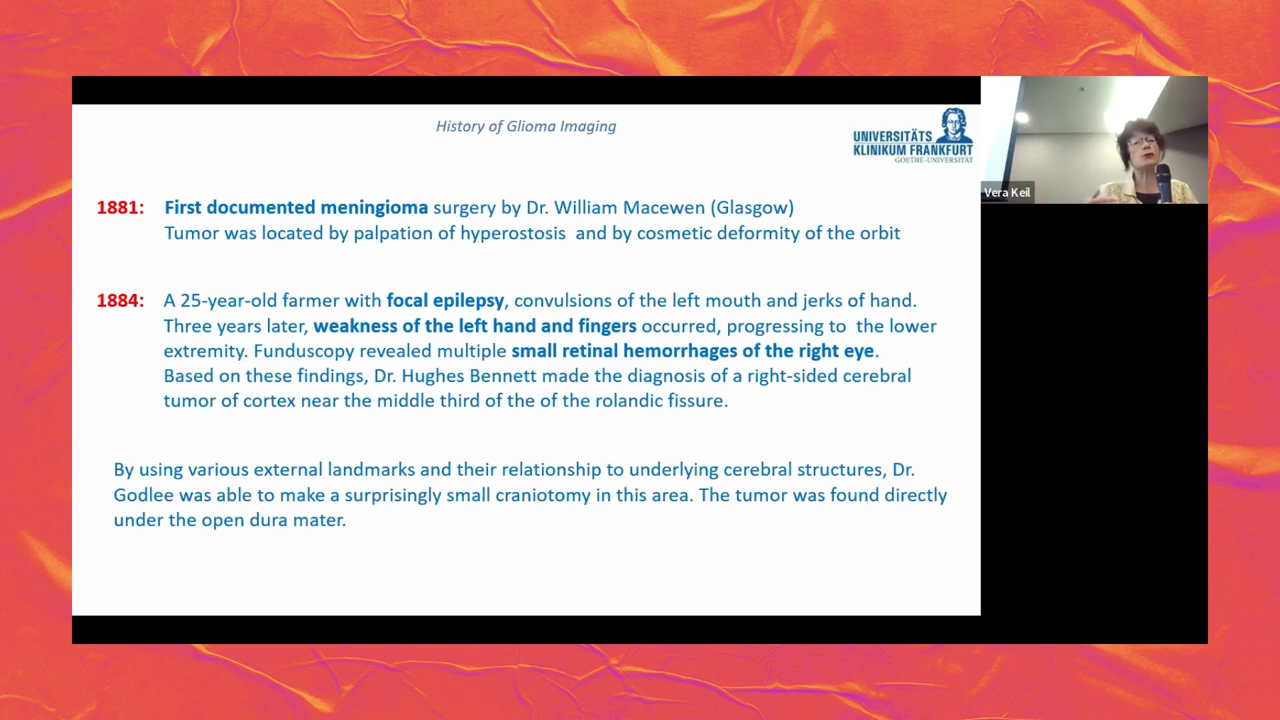 History of Glioma Imaging
UNIVERSITÄTS
KLINIKUM FRANKFURT
GOETHE-UNIVERSITÄT
Vera Keil
1881: First documented meningioma surgery by Dr. William Macewen (Glasgow)
Tumor was located by palpation of hyperostosis and by cosmetic deformity of the orbit
1884: A 25-year-old farmer with focal epilepsy, convulsions of the left mouth and jerks of hand.
Three years later, weakness of the left hand and fingers occurred, progressing to the lower
extremity. Funduscopy revealed multiple small retinal hemorrhages of the right eye.
Based on these findings, Dr. Hughes Bennett made the diagnosis of a right-sided cerebral
tumor of cortex near the middle third of the of the rolandic fissure.
By using various external landmarks and their relationship to underlying cerebral structures, Dr.
Godlee was able to make a surprisingly small craniotomy in this area. The tumor was found directly
under the open dura mater.